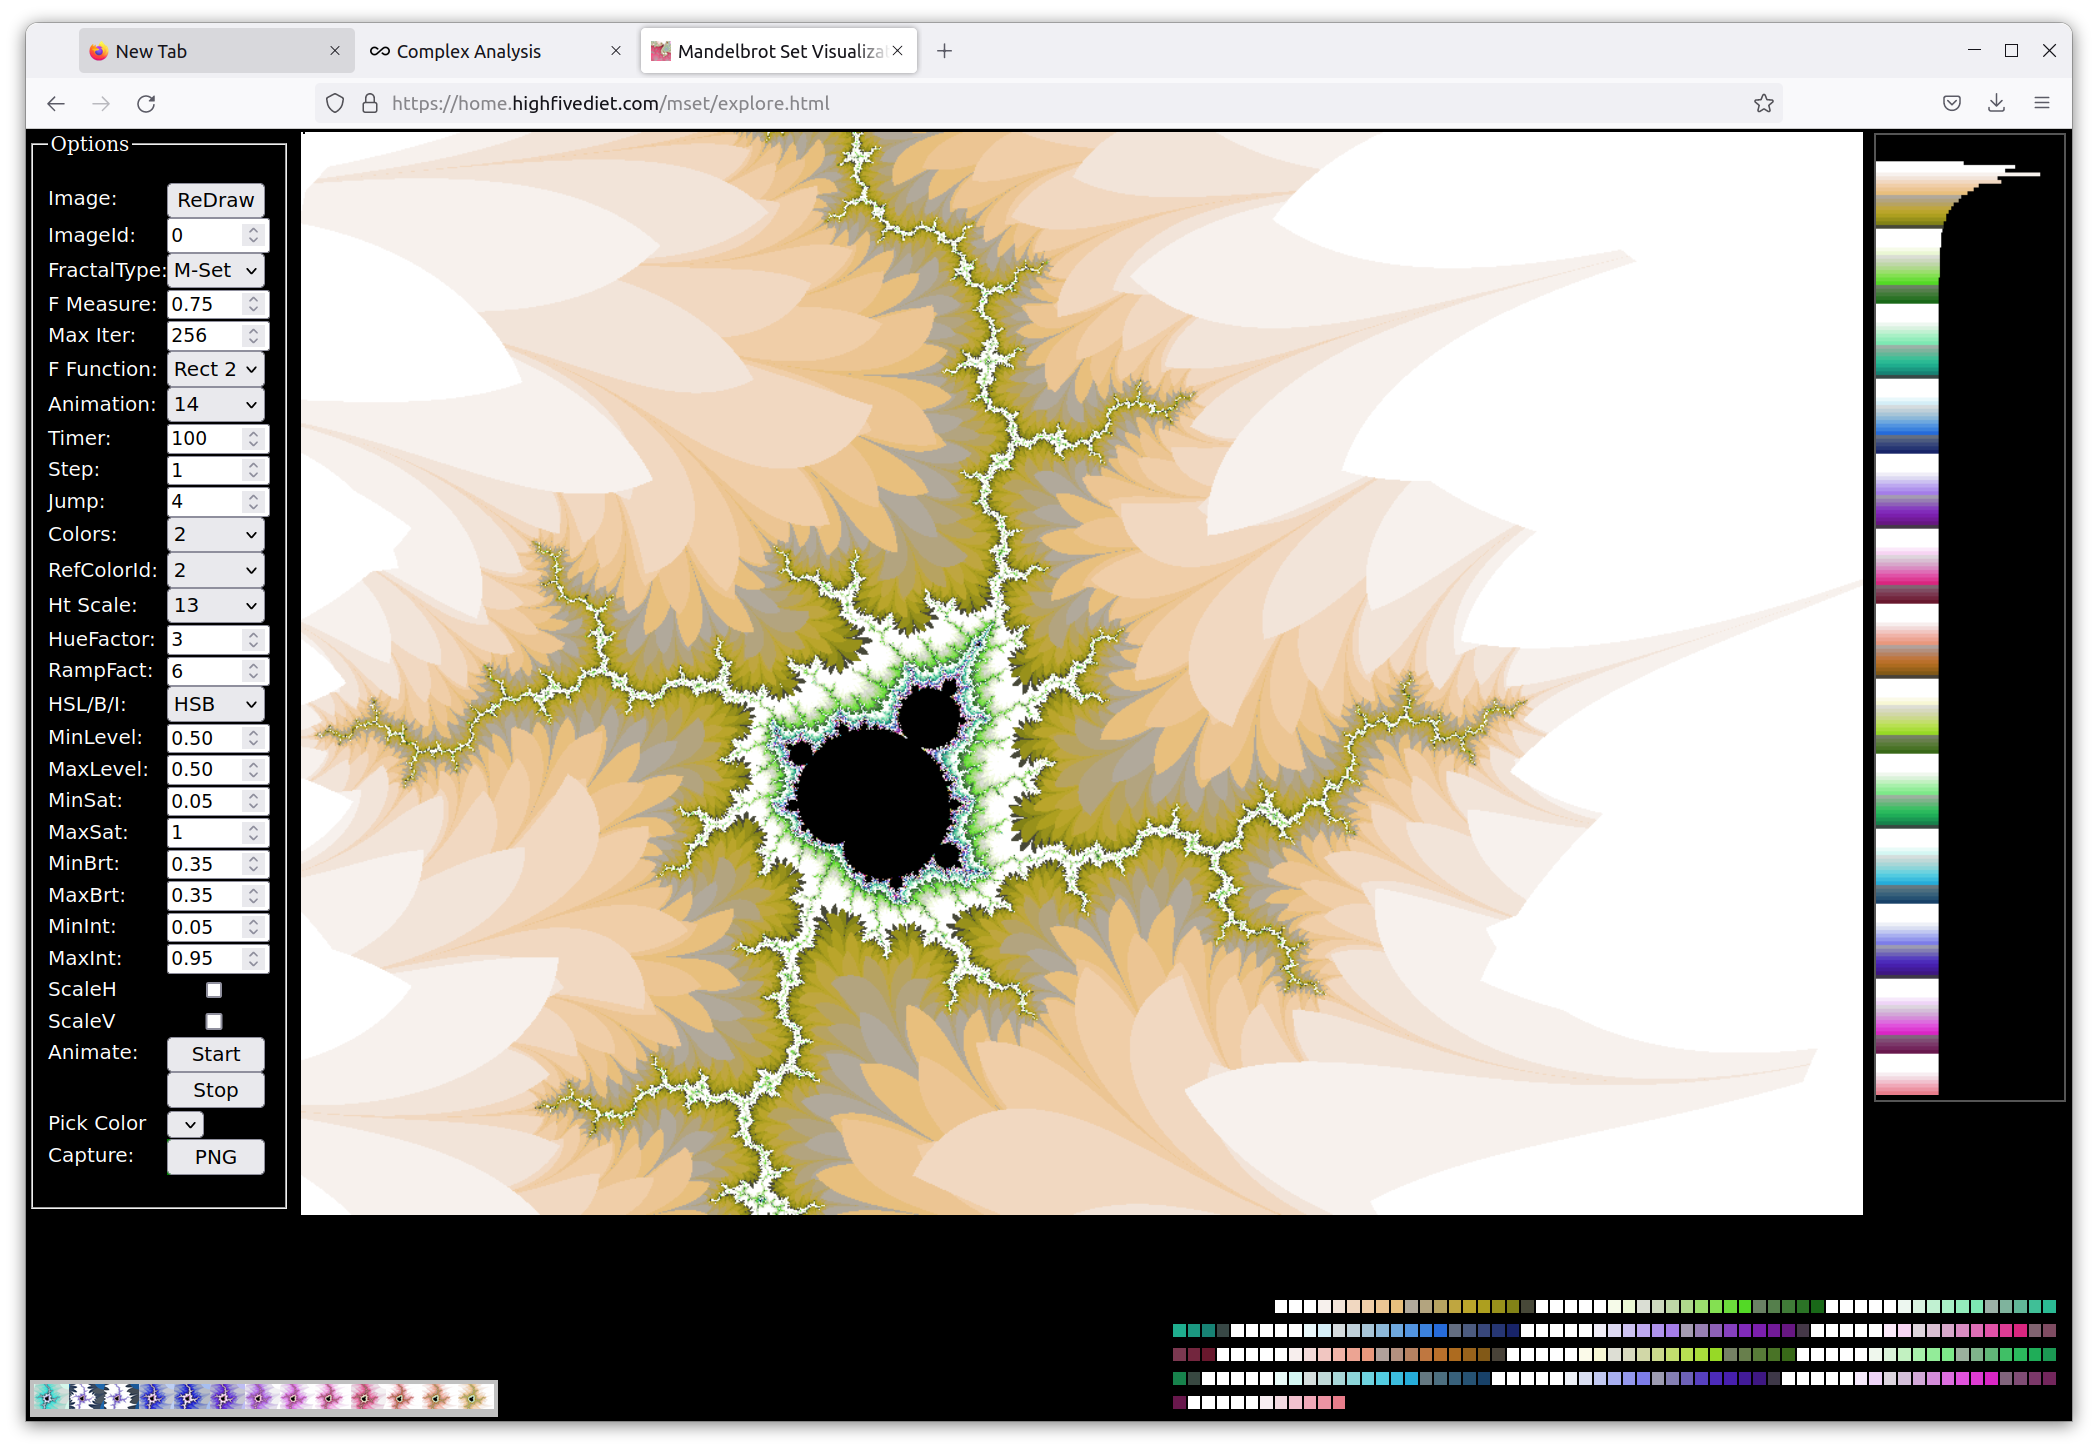 New Tab
Complex Analysis
Mandelbrot Set Visualiza
https://home.highfivediet.com/mset/explore.html
Options
Image: ReDraw
ImageId: 0
FractalType: M-Set
F Measure: 0.75
Max Iter: 256
F Function: Rect 2
Animation: 14
Timer: 100
Step: 1
Jump: 4
Colors: 2
RefColorId: 2
Ht Scale: 13
HueFactor: 3
RampFact: 6
HSL/B/I: HSB
MinLevel: 0.50
MaxLevel: 0.50
MinSat: 0.05
MaxSat: 1
MinBrt: 0.35
MaxBrt: 0.35
MinInt: 0.05
MaxInt: 0.95
ScaleH
ScaleV
Animate: Start
Stop
Pick Color
Capture: PNG